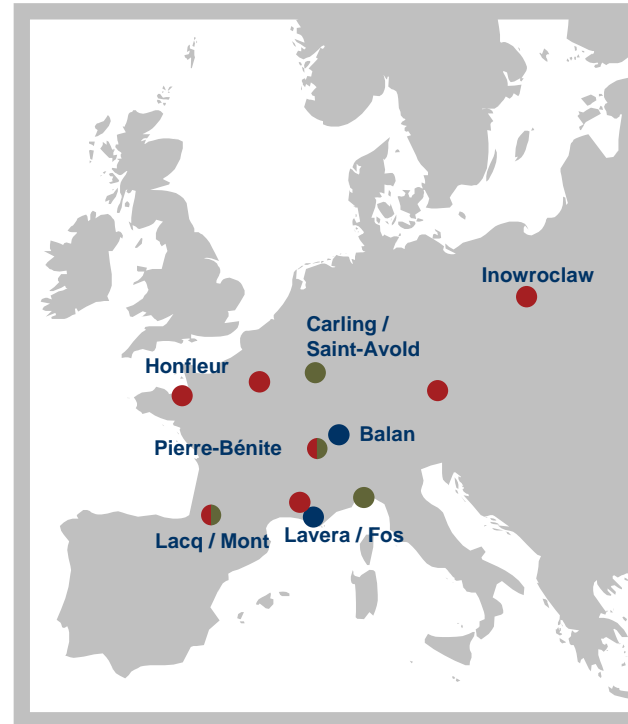 Inowroclaw
Carling /
Saint-Avold
Honfleur
Balan
Pierre-Bénite
Lacq / Mont
Lavera / Fos